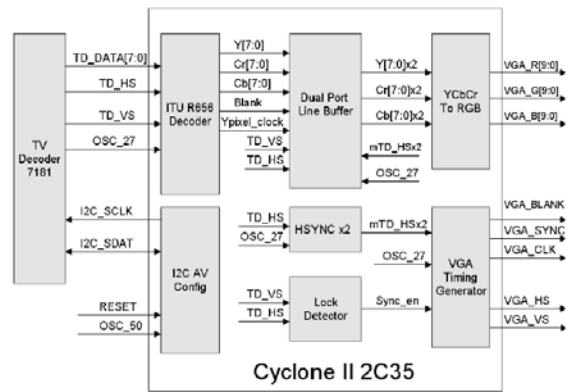 TD_DATA[7:0]
TD_HS
TD_VS
OSC_27
TV
Decoder
7181
I2C_SCLK
I2C_SDAT
RESET
OSC_50
ITU R656
Decoder
Y[7:0]
Cr[7:0]
Cb[7:0]
Blank
Ypixel_clock
TD_VS
TD_HS
Dual Port
Line Buffer
Y[7:0]x2
Cr[7:0]x2
Cb[7:0]x2
mTD_HSx2
OSC_27
YCbCr
To RGB
VGA_R[9:0]
VGA_G[9:0]
VGA_B[9:0]
I2C AV
Config
TD_HS
OSC_27
HSYNC x2
mTD_HSx2
OSC_27
TD_VS
TD_HS
Lock
Detector
Sync_en
VGA
Timing
Generator
VGA_BLANK
VGA_SYNC
VGA_CLK
VGA_HS
VGA_VS
Cyclone II 2C35